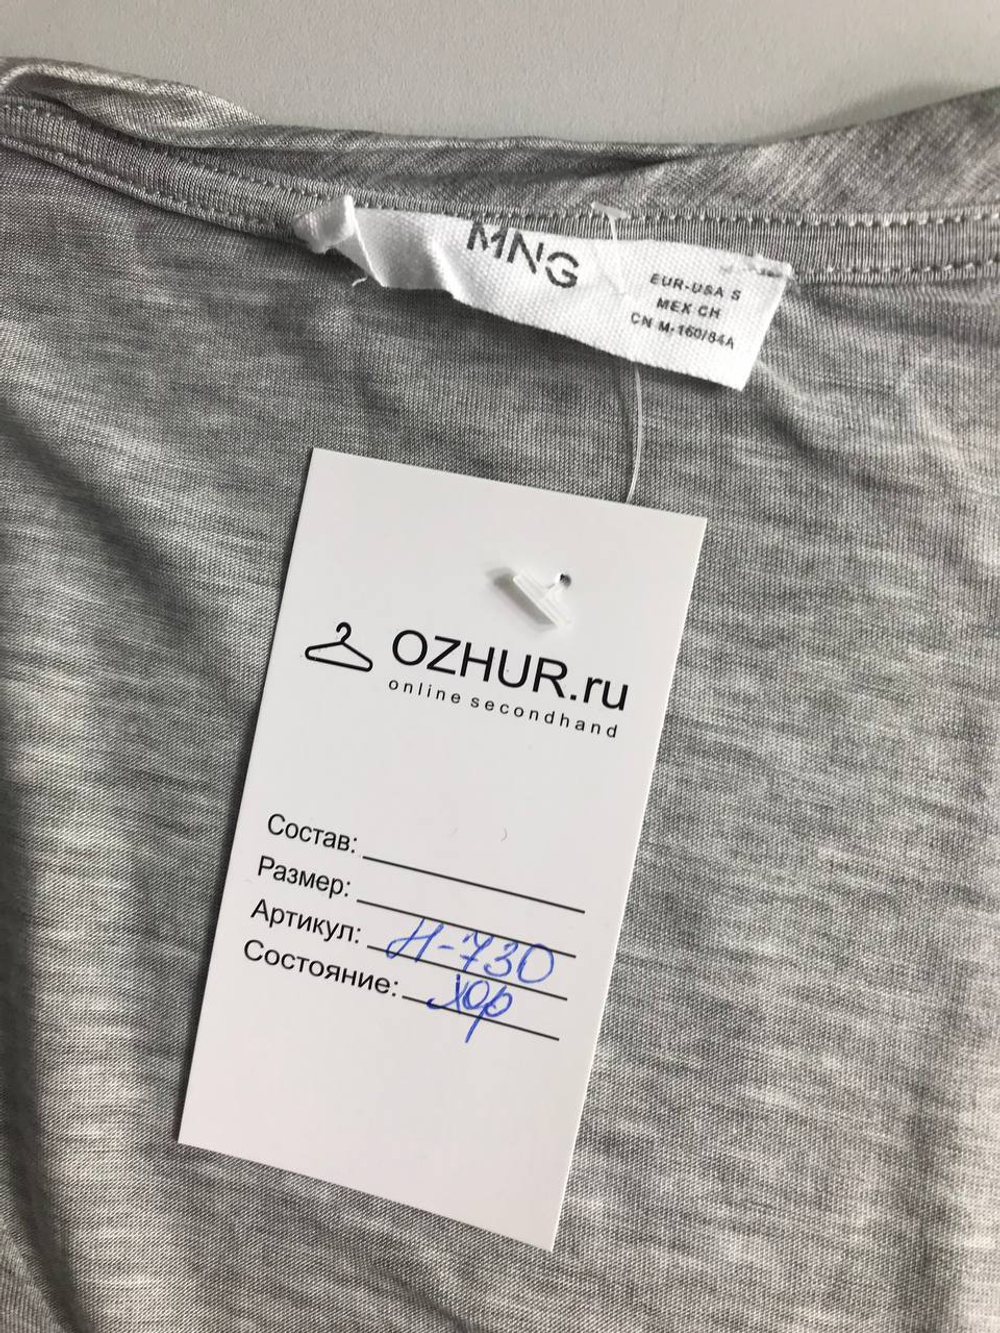 MNG
EUR-USA S
MEX CH
CN M-160/84A
OZHUR.ru
online secondhand
Состав:
Размер:
Артикул: Н-730
Состояние: хор